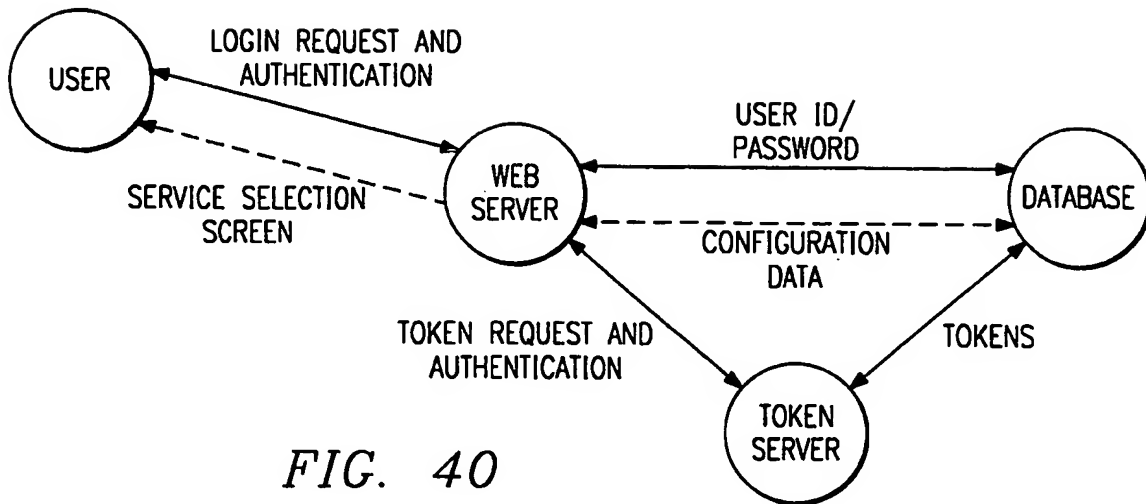 USER
LOGIN REQUEST AND
AUTHENTICATION
SERVICE SELECTION
SCREEN
WEB
SERVER
USER ID/
PASSWORD
CONFIGURATION
DATA
DATABASE
TOKEN REQUEST AND
AUTHENTICATION
TOKENS
TOKEN
SERVER
FIG. 40